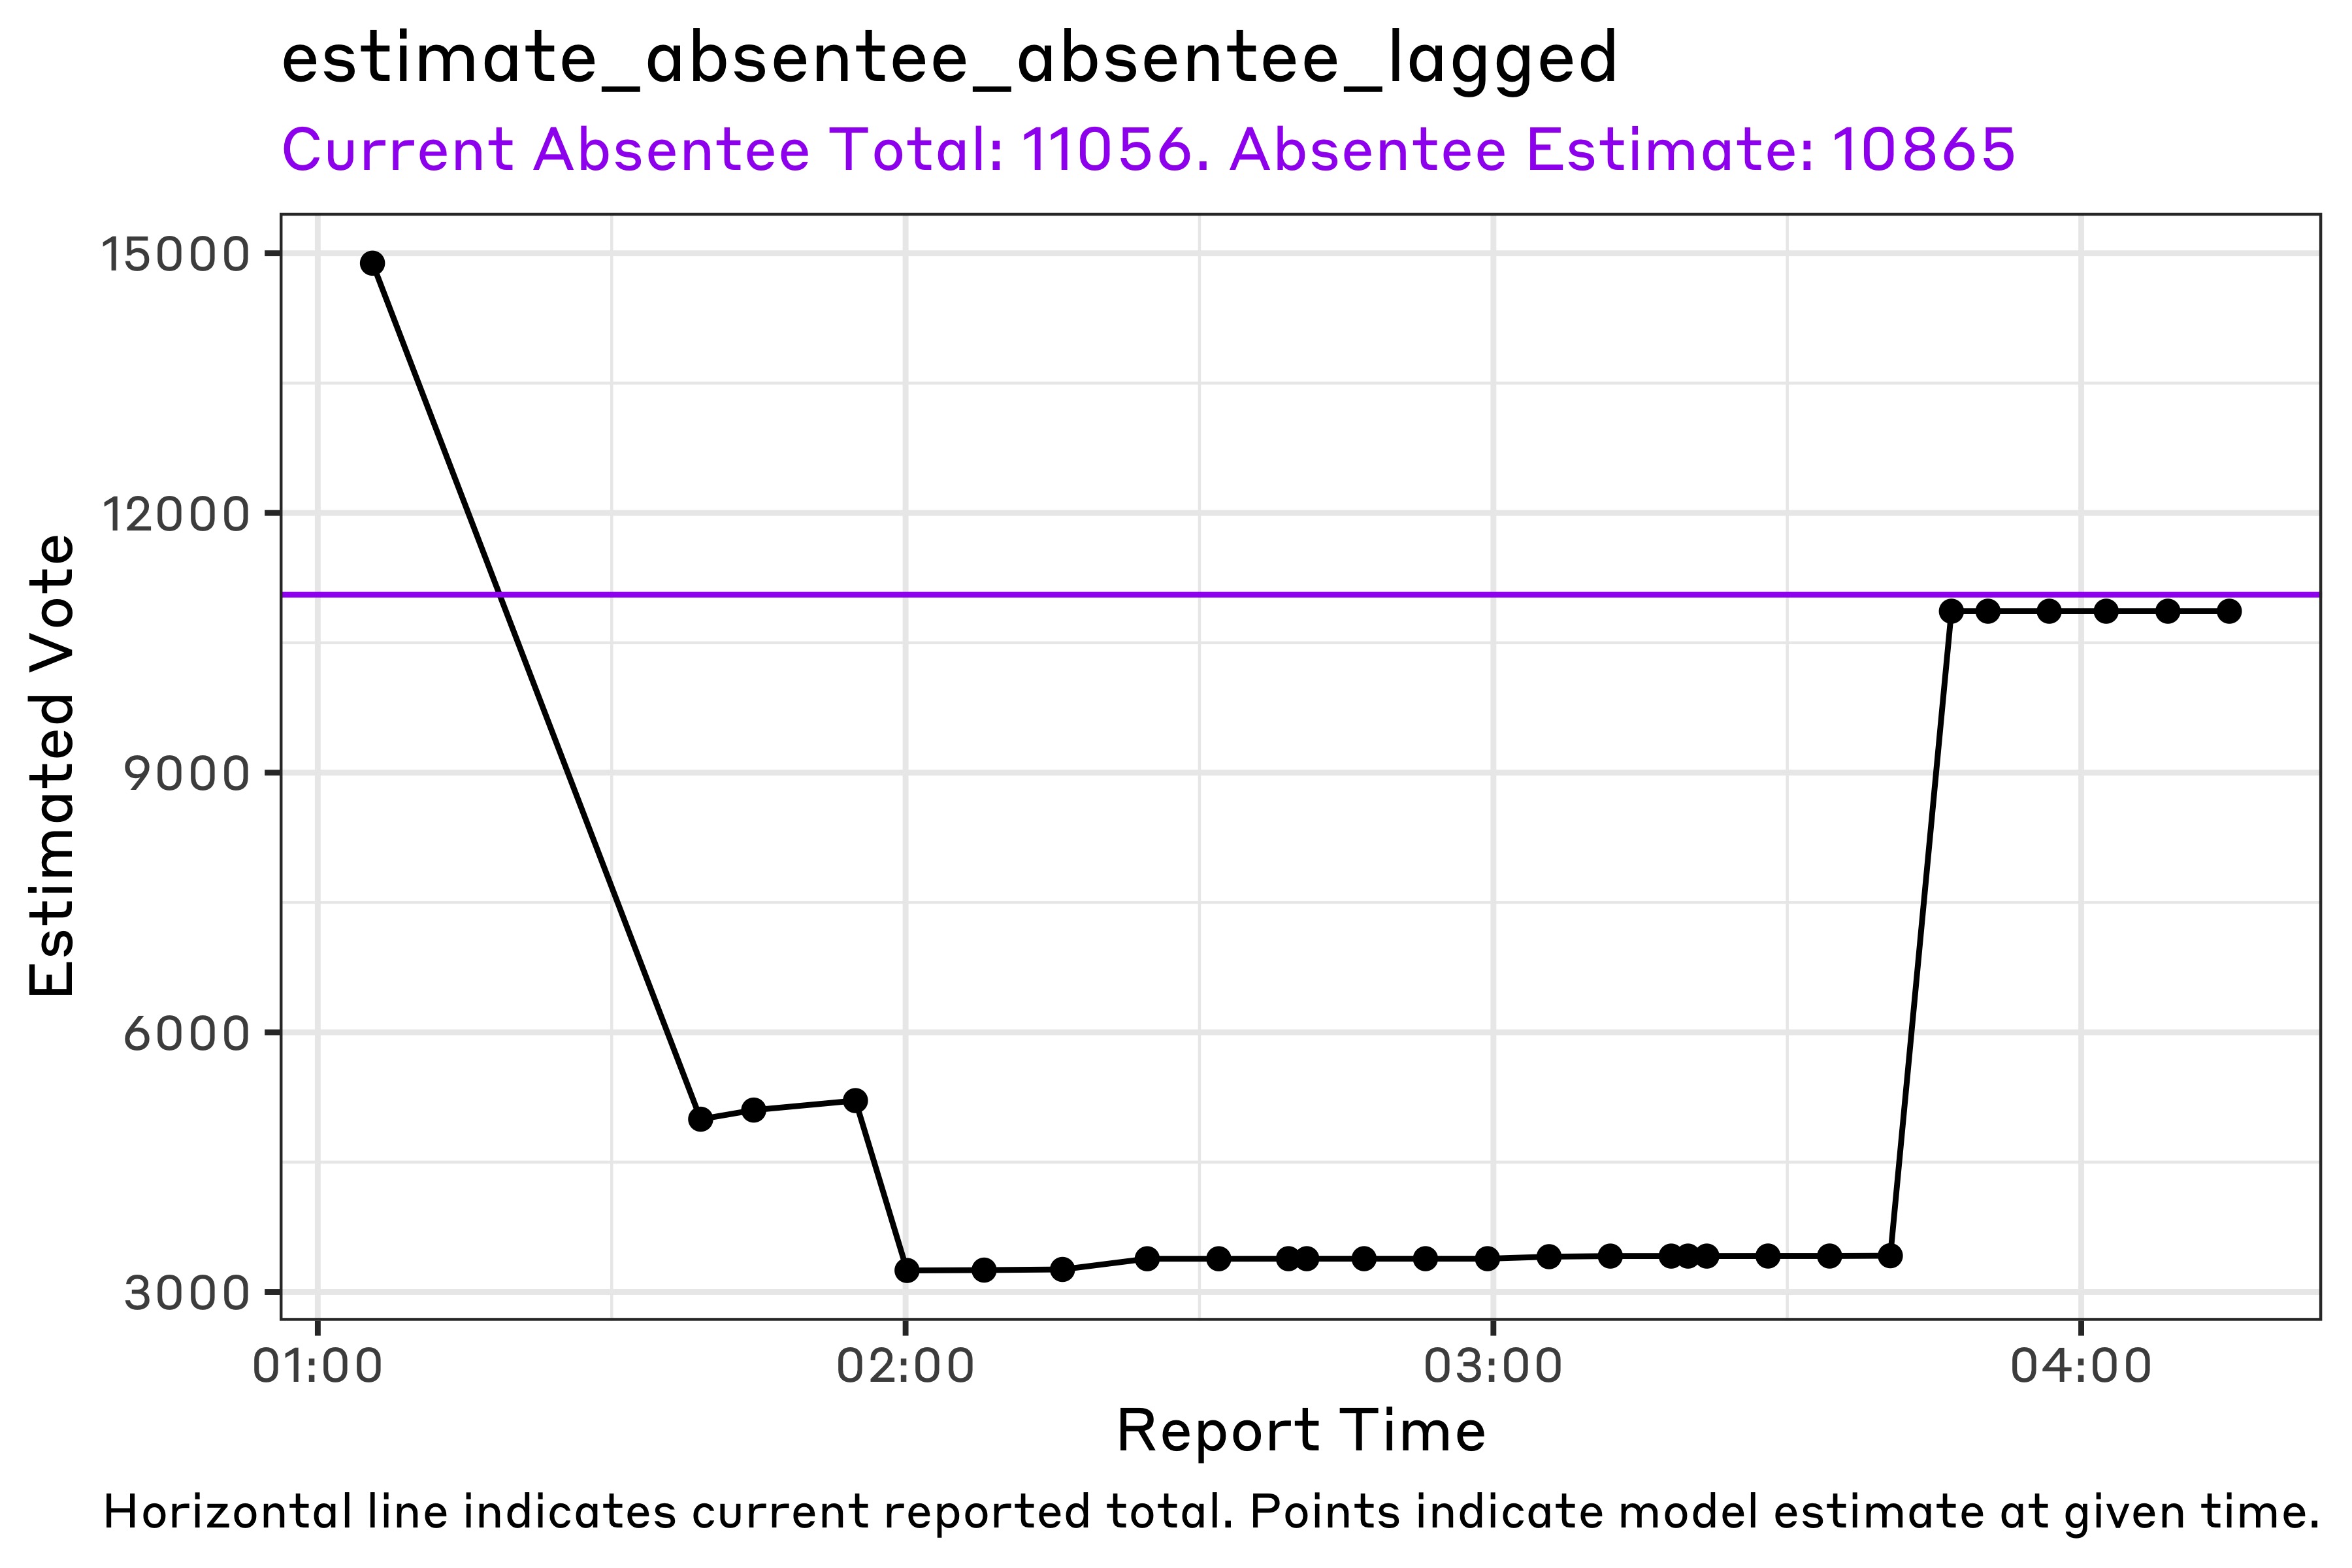 estimate_absentee_absentee_lagged
Current Absentee Total: 11056. Absentee Estimate: 10865
Estimated Vote
15000
12000
9000
6000
3000
01:00
02:00
03:00
04:00
Report Time
Horizontal line indicates current reported total. Points indicate model estimate at given time.